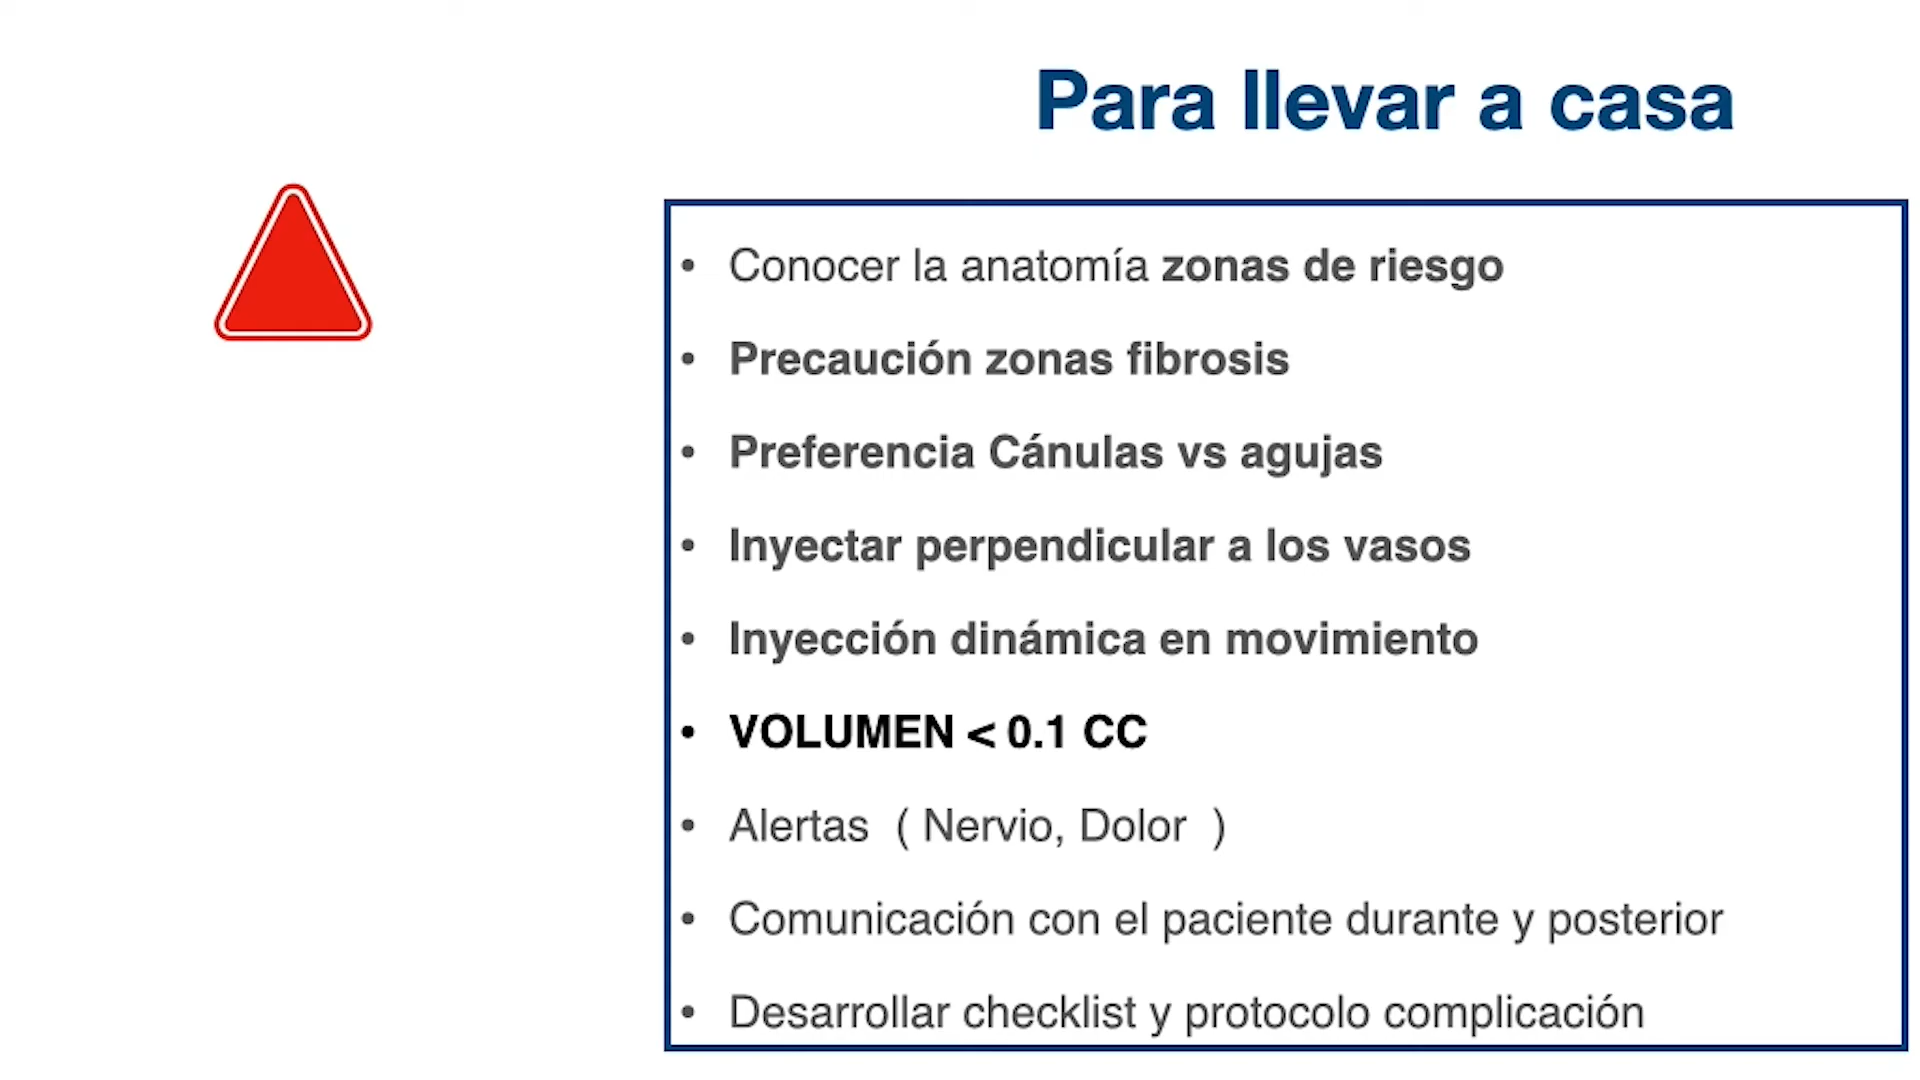 Para llevar a casa
• Conocer la anatomía zonas de riesgo
• Precaución zonas fibrosis
• Preferencia Cánulas vs agujas
• Inyectar perpendicular a los vasos
• Inyección dinámica en movimiento
• VOLUMEN < 0.1 CC
• Alertas ( Nervio, Dolor )
• Comunicación con el paciente durante y posterior
• Desarrollar checklist y protocolo complicación